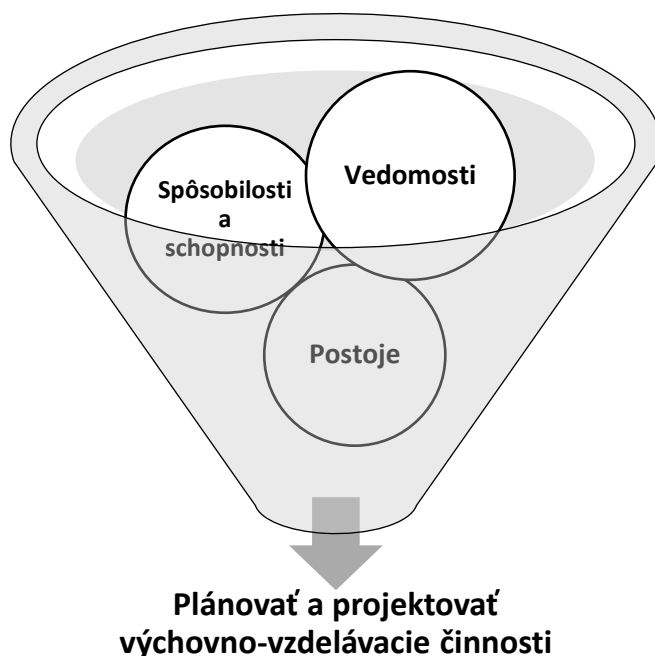 Spôsobilosti
a
schopnosti
Vedomosti
Postoje
Plánovať a projektovať
výchovno-vzdelávacie činnosti